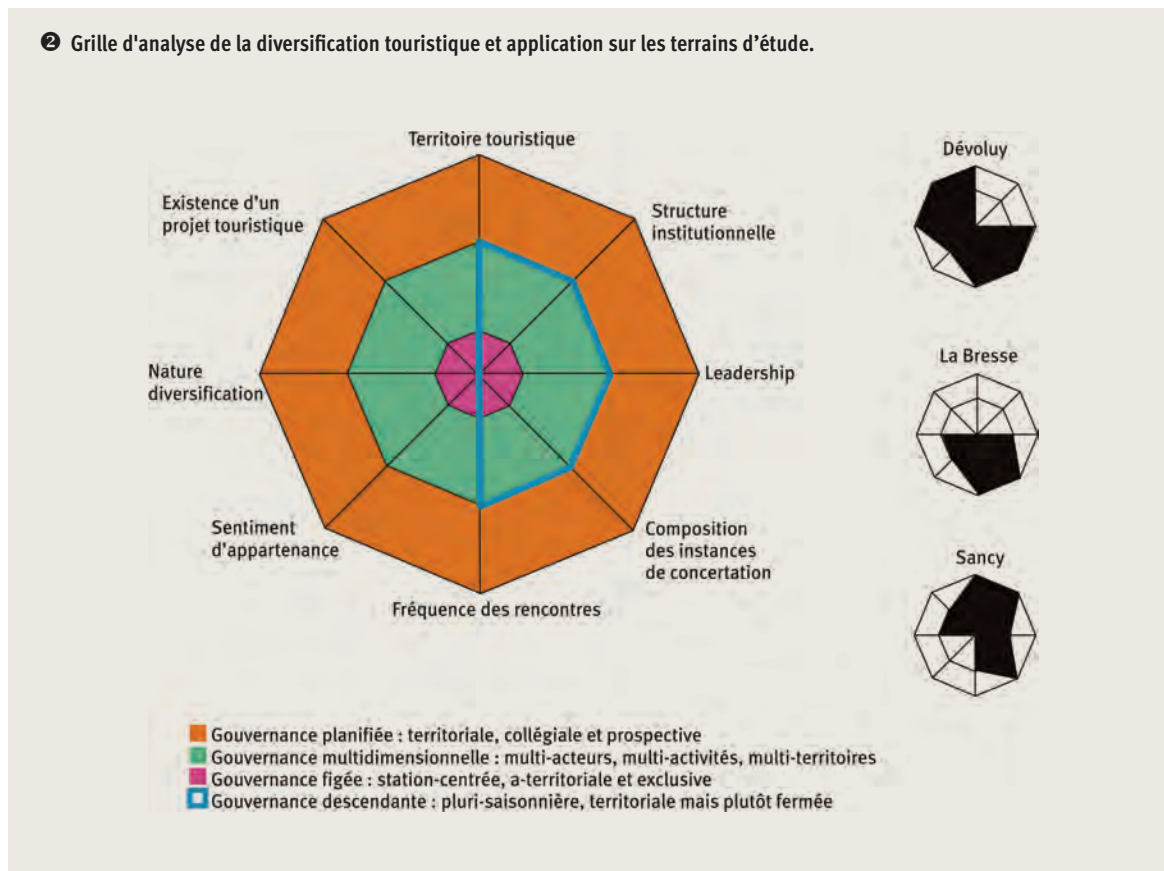 ❷ Grille d'analyse de la diversification touristique et application sur les terrains d'étude.
Territoire touristique
Existence d'un
projet touristique
Structure
institutionnelle
Nature
diversification
Leadership
Sentiment
d'appartenance
Composition
des instances
de concertation
Fréquence des rencontres
Dévoluy
La Bresse
Sancy
Gouvernance planifiée : territoriale, collégiale et prospective
Gouvernance multidimensionnelle : multi-acteurs, multi-activités, multi-territoires
Gouvernance figée : station-centrée, a-territoriale et exclusive
Gouvernance descendante : pluri-saisonnière, territoriale mais plutôt fermée